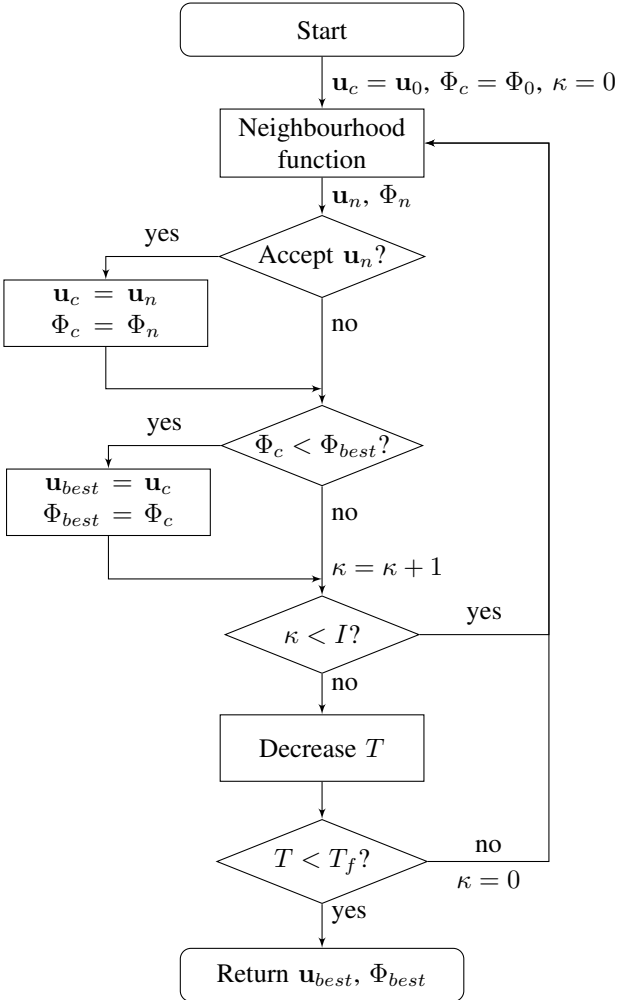 Start
𝐮_c = 𝐮_0, Φ_c = Φ_0, κ = 0
Neighbourhood
function
𝐮_n, Φ_n
yes
Accept 𝐮_n?
𝐮_c = 𝐮_n
Φ_c = Φ_n
no
yes
Φ_c < Φ_best?
𝐮_best = 𝐮_c
Φ_best = Φ_c
no
κ = κ + 1
κ < I?
yes
no
Decrease T
T < T_f?
no
κ = 0
yes
Return 𝐮_best, Φ_best